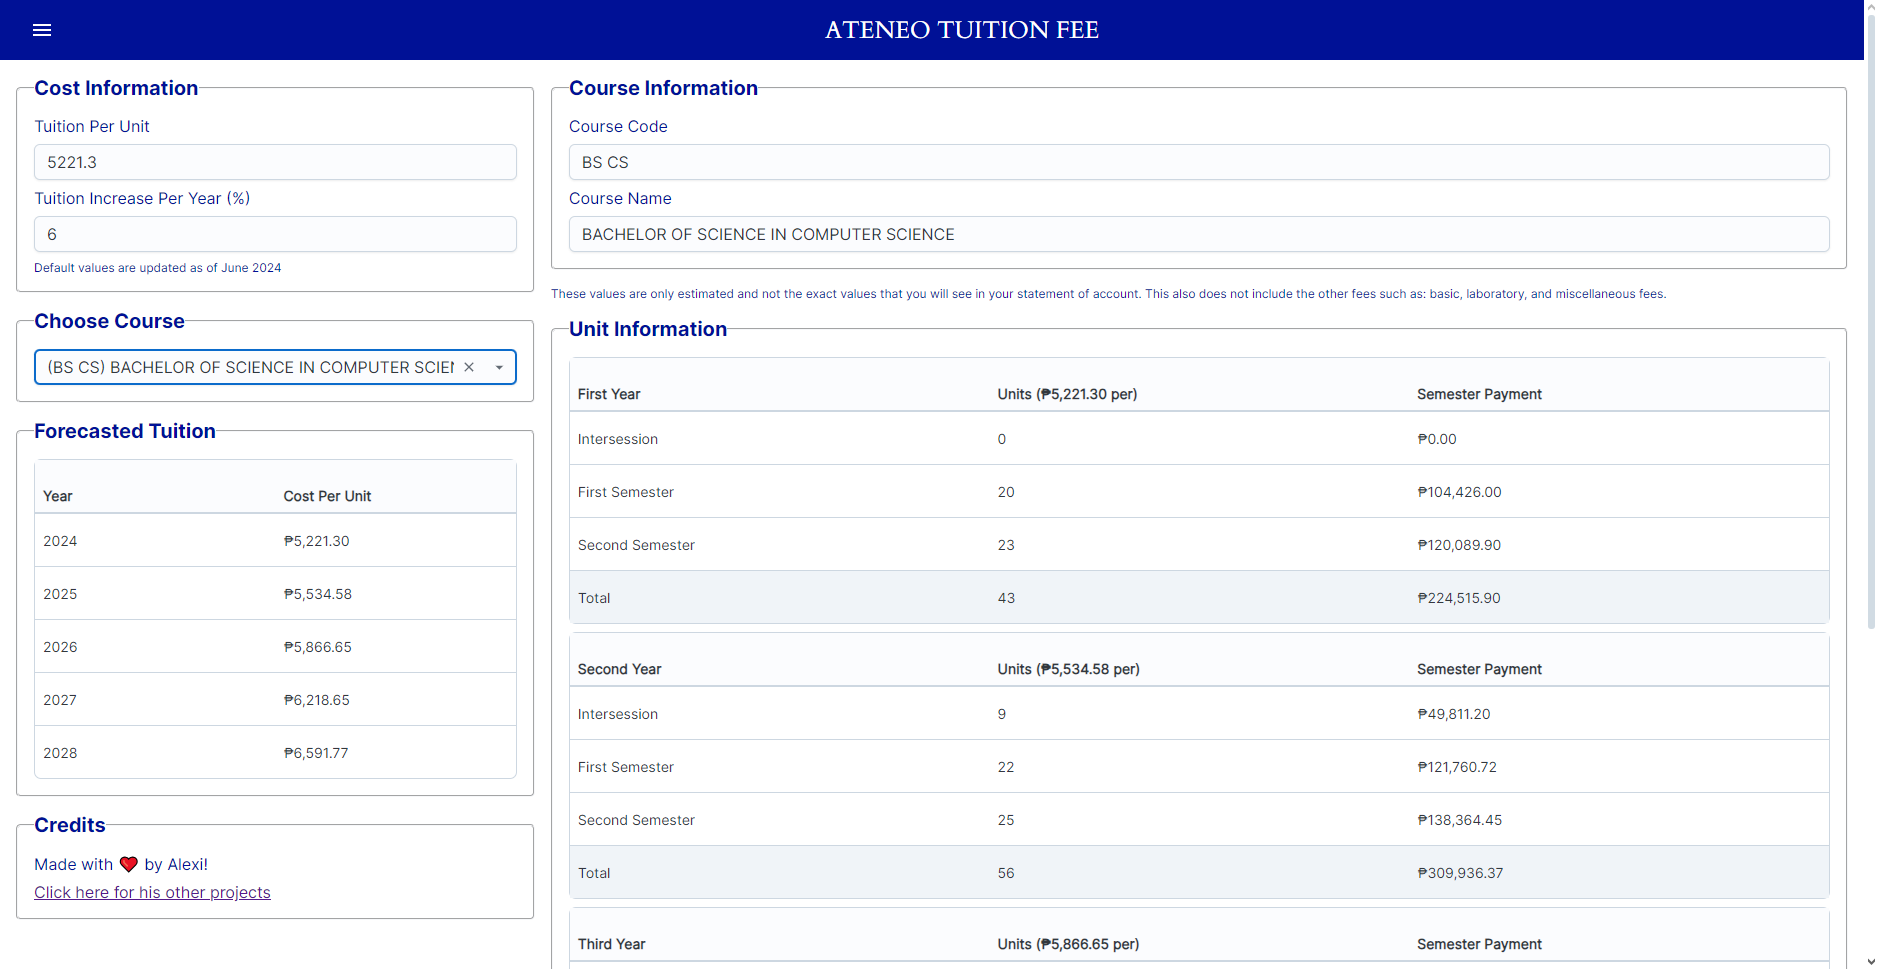 ATENEO TUITION FEE
Cost Information
Tuition Per Unit
5221.3
Tuition Increase Per Year (%)
6
Default values are updated as of June 2024
Choose Course
(BS CS) BACHELOR OF SCIENCE IN COMPUTER SCIEN
Forecasted Tuition
Year Cost Per Unit
2024 ₱5,221.30
2025 ₱5,534.58
2026 ₱5,866.65
2027 ₱6,218.65
2028 ₱6,591.77
Credits
Made with ❤️ by Alexi!
Click here for his other projects
Course Information
Course Code
BS CS
Course Name
BACHELOR OF SCIENCE IN COMPUTER SCIENCE
These values are only estimated and not the exact values that you will see in your statement of account. This also does not include the other fees such as: basic, laboratory, and miscellaneous fees.
Unit Information
First Year Units (₱5,221.30 per) Semester Payment
Intersession 0 ₱0.00
First Semester 20 ₱104,426.00
Second Semester 23 ₱120,089.90
Total 43 ₱224,515.90
Second Year Units (₱5,534.58 per) Semester Payment
Intersession 9 ₱49,811.20
First Semester 22 ₱121,760.72
Second Semester 25 ₱138,364.45
Total 56 ₱309,936.37
Third Year Units (₱5,866.65 per) Semester Payment